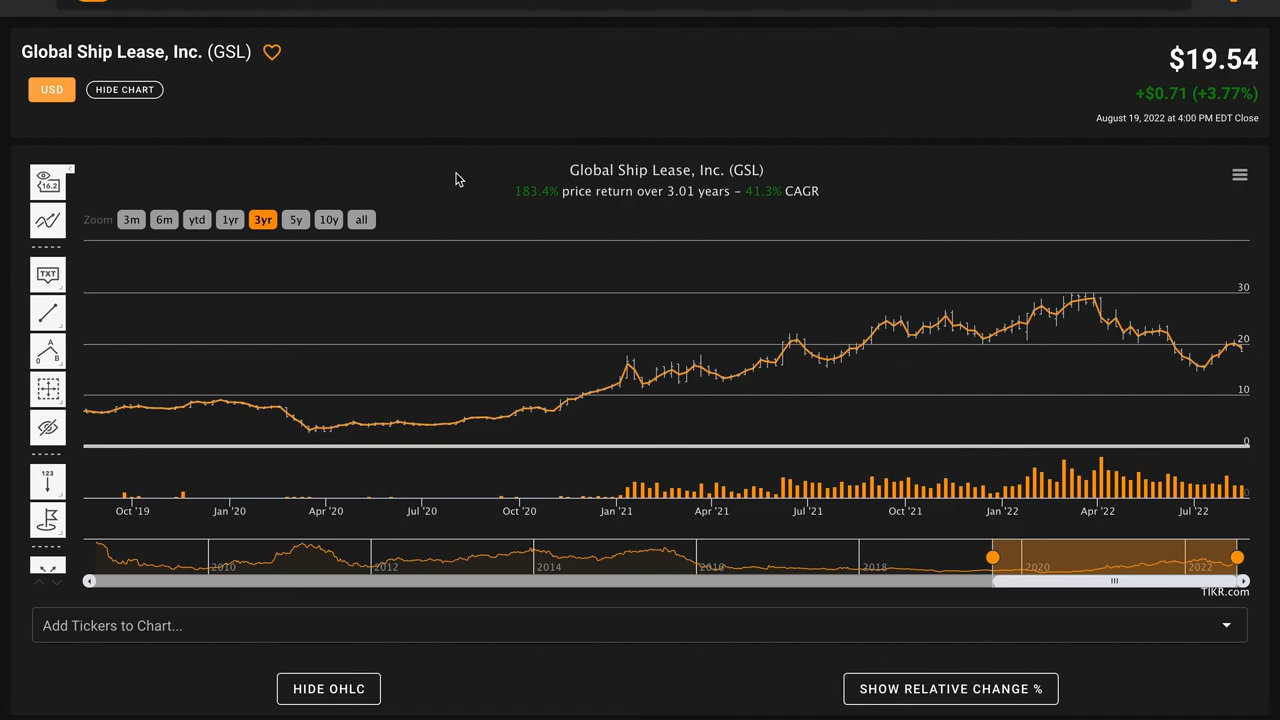 Global Ship Lease, Inc. (GSL)
$19.54
USD
HIDE CHART
+$0.71 (+3.77%)
August 19, 2022 at 4:00 PM EDT Close
Global Ship Lease, Inc. (GSL)
183.4% price return over 3.01 years – 41.3% CAGR
16.2
Zoom 3m 6m ytd 1yr 3yr 5y 10y all
TXT
30
20
A
0 B
10
0
123
0
Oct '19 Jan '20 Apr '20 Jul '20 Oct '20 Jan '21 Apr '21 Jul '21 Oct '21 Jan '22 Apr '22 Jul '22
2010 2012 2014 2016 2018 2020 2022
TIKR.com
Add Tickers to Chart...
HIDE OHLC
SHOW RELATIVE CHANGE %